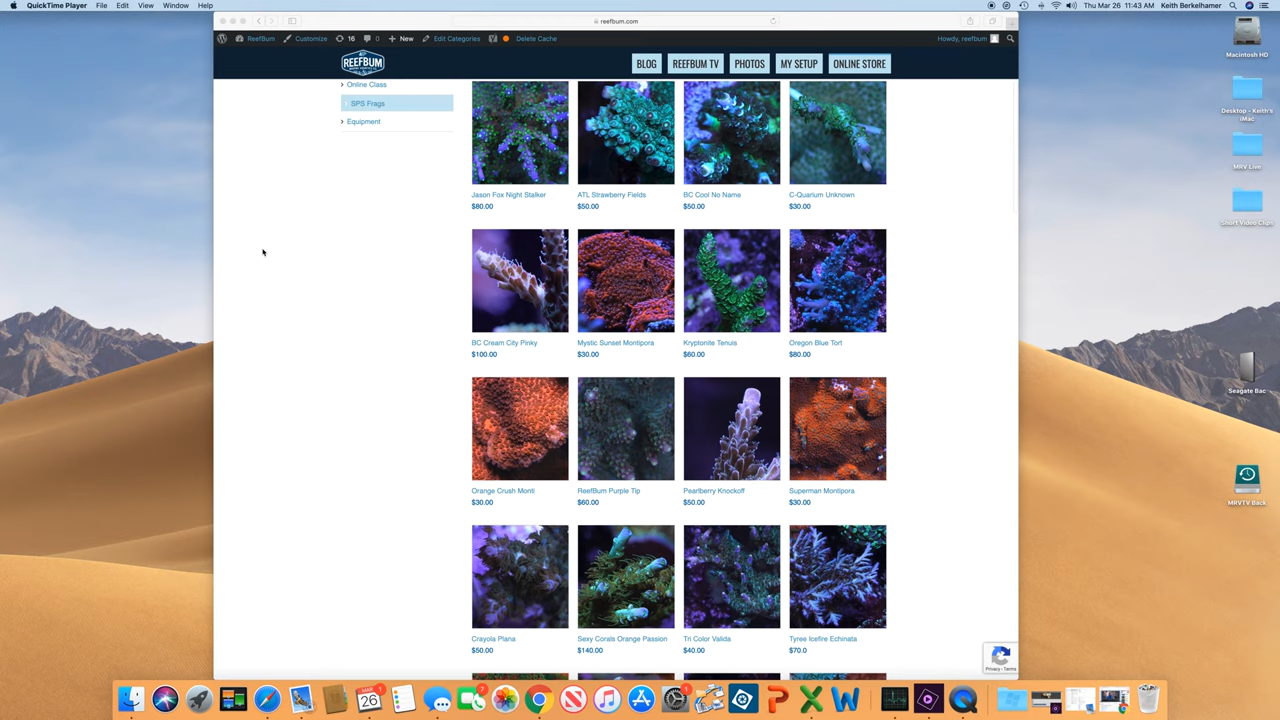 QuickTime Player File Edit View Window Help Thu Mar 26 11:43 AM Keith Berkelhamer
reefbum.com
ReefBum Customize 16 0 New Edit Categories Delete Cache Howdy, reefbum
REEFBUM
BLOG REEFBUM TV PHOTOS MY SETUP ONLINE STORE
Online Class
SPS Frags
Equipment
Jason Fox Night Stalker ATL Strawberry Fields BC Cool No Name C-Quarium Unknown
$80.00 $50.00 $50.00 $30.00
BC Cream City Pinky Mystic Sunset Montipora Kryptonite Tenuis Oregon Blue Tort
$100.00 $30.00 $60.00 $80.00
Orange Crush Monti ReefBum Purple Tip Pearlberry Knockoff Superman Montipora
$30.00 $60.00 $50.00 $30.00
Crayola Plana Sexy Corals Orange Passion Tri Color Valida Tyree Icefire Echinata
$50.00 $140.00 $40.00 $70.0
Privacy - Terms
Macintosh HD
Desktop - Keith's
iMac
MRV Live
Short Video Clips
Seagate Bac
MRVTV Back
MAR
26
1
7
1